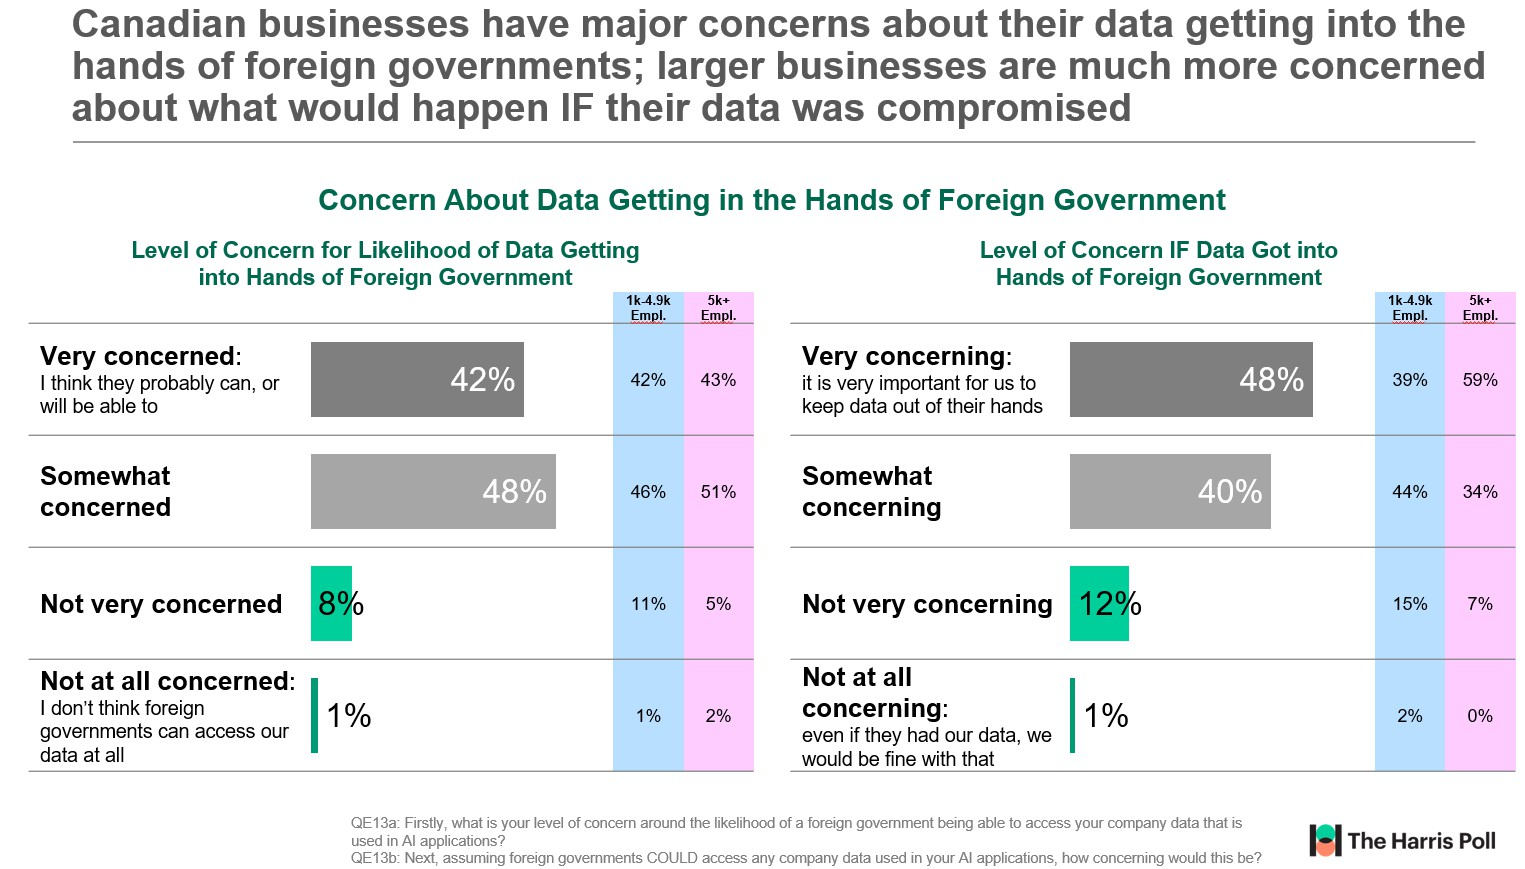 Canadian businesses have major concerns about their data getting into the
hands of foreign governments; larger businesses are much more concerned
about what would happen IF their data was compromised
Concern About Data Getting in the Hands of Foreign Government
Level of Concern for Likelihood of Data Getting
into Hands of Foreign Government
1k-4.9k
Empl.
5k+
Empl.
Very concerned:
I think they probably can, or
will be able to
42%
42%
43%
Somewhat
concerned
48%
46%
51%
Not very concerned
8%
11%
5%
Not at all concerned:
I don’t think foreign
governments can access our
data at all
1%
1%
2%
Level of Concern IF Data Got into
Hands of Foreign Government
1k-4.9k
Empl.
5k+
Empl.
Very concerning:
it is very important for us to
keep data out of their hands
48%
39%
59%
Somewhat
concerning
40%
44%
34%
Not very concerning
12%
15%
7%
Not at all
concerning:
even if they had our data, we
would be fine with that
1%
2%
0%
QE13a: Firstly, what is your level of concern around the likelihood of a foreign government being able to access your company data that is
used in AI applications?
QE13b: Next, assuming foreign governments COULD access any company data used in your AI applications, how concerning would this be?
The Harris Poll